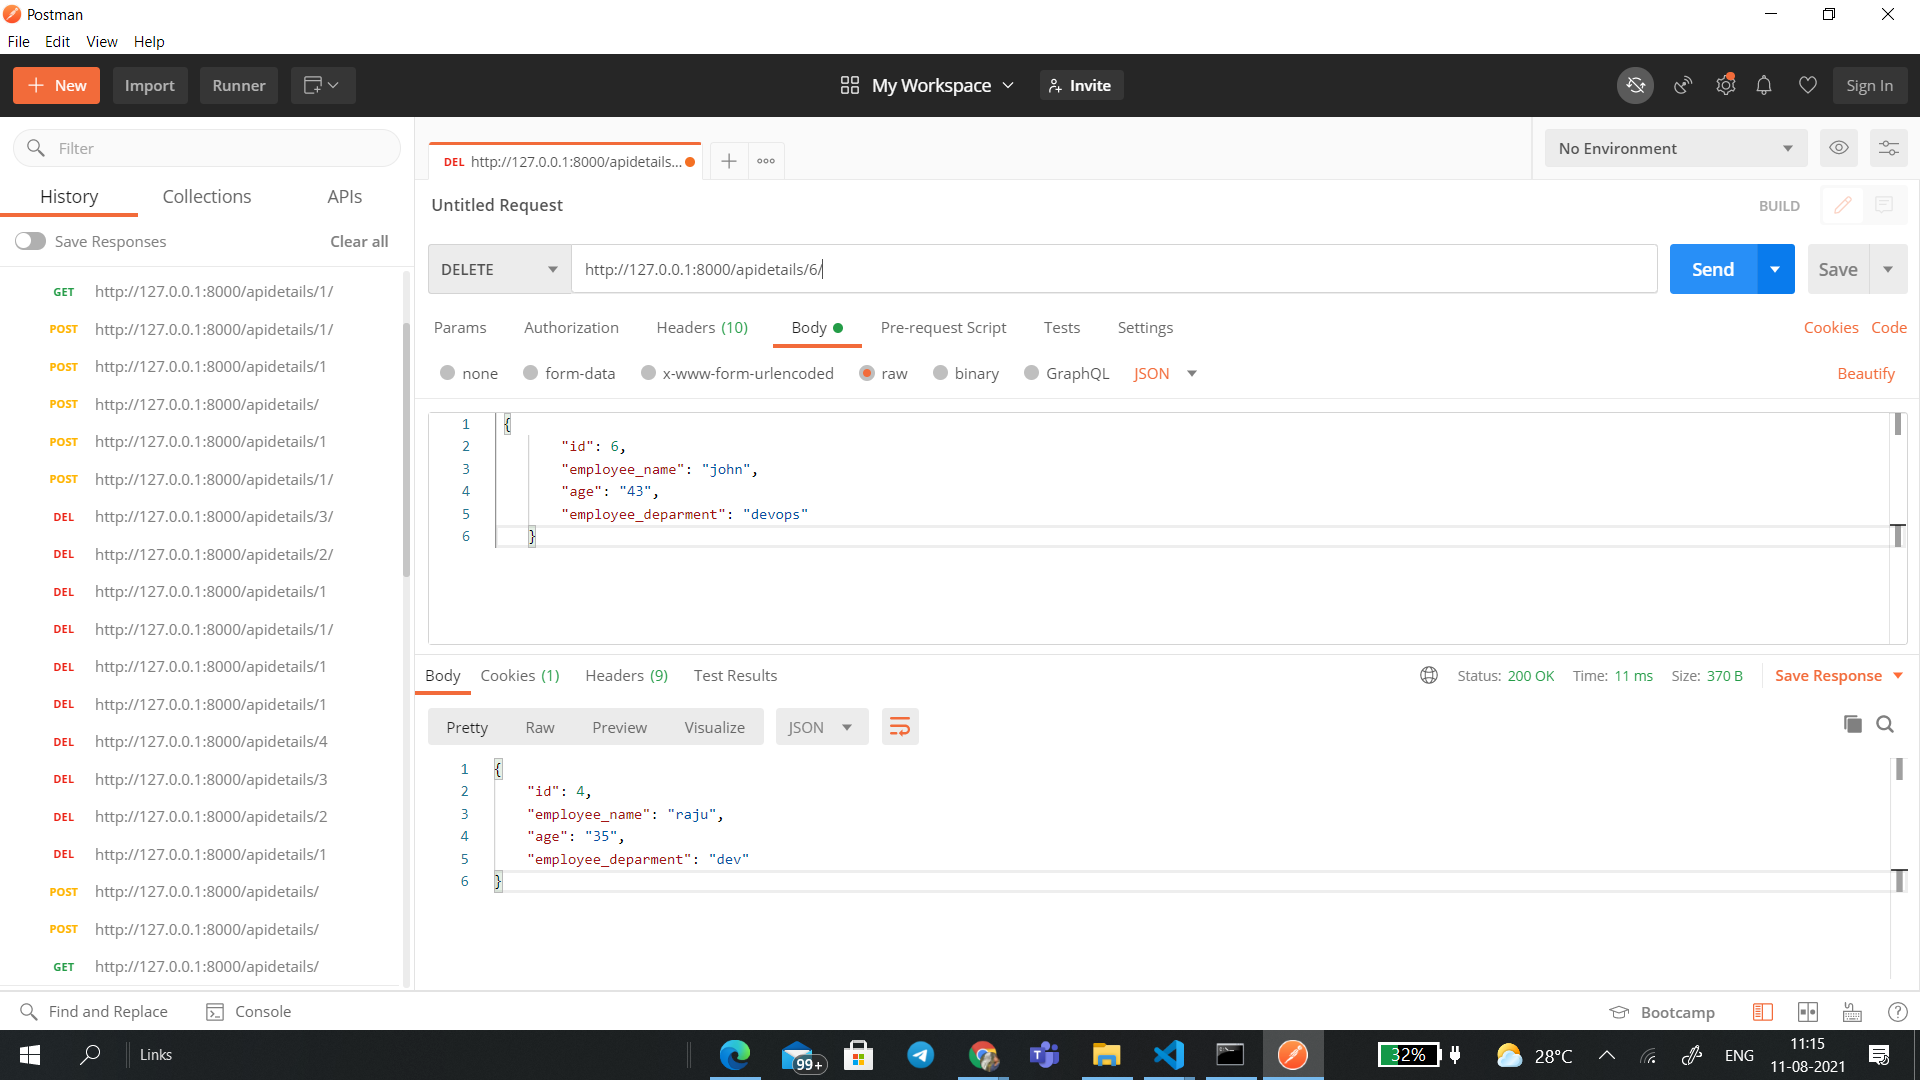 Postman
File Edit View Help
New Import Runner My Workspace Invite Sign In
Filter
History Collections APIs
Save Responses Clear all
GET http://127.0.0.1:8000/apidetails/1/
POST http://127.0.0.1:8000/apidetails/1/
POST http://127.0.0.1:8000/apidetails/1
POST http://127.0.0.1:8000/apidetails/
POST http://127.0.0.1:8000/apidetails/1
POST http://127.0.0.1:8000/apidetails/1/
DEL http://127.0.0.1:8000/apidetails/3/
DEL http://127.0.0.1:8000/apidetails/2/
DEL http://127.0.0.1:8000/apidetails/1
DEL http://127.0.0.1:8000/apidetails/1/
DEL http://127.0.0.1:8000/apidetails/1
DEL http://127.0.0.1:8000/apidetails/1
DEL http://127.0.0.1:8000/apidetails/4
DEL http://127.0.0.1:8000/apidetails/3
DEL http://127.0.0.1:8000/apidetails/2
DEL http://127.0.0.1:8000/apidetails/1
POST http://127.0.0.1:8000/apidetails/
POST http://127.0.0.1:8000/apidetails/
GET http://127.0.0.1:8000/apidetails/
DEL http://127.0.0.1:8000/apidetails...
No Environment
Untitled Request BUILD
DELETE http://127.0.0.1:8000/apidetails/6/ Send Save
Params Authorization Headers (10) Body Pre-request Script Tests Settings Cookies Code
none form-data x-www-form-urlencoded raw binary GraphQL JSON Beautify
1 {
2 "id": 6,
3 "employee_name": "john",
4 "age": "43",
5 "employee_deparment": "devops"
6 }
Body Cookies (1) Headers (9) Test Results Status: 200 OK Time: 11 ms Size: 370 B Save Response
Pretty Raw Preview Visualize JSON
1 {
2 "id": 4,
3 "employee_name": "raju",
4 "age": "35",
5 "employee_deparment": "dev"
6 }
Find and Replace Console Bootcamp
Links 99+ 32% 28°C ENG 11:15
11-08-2021